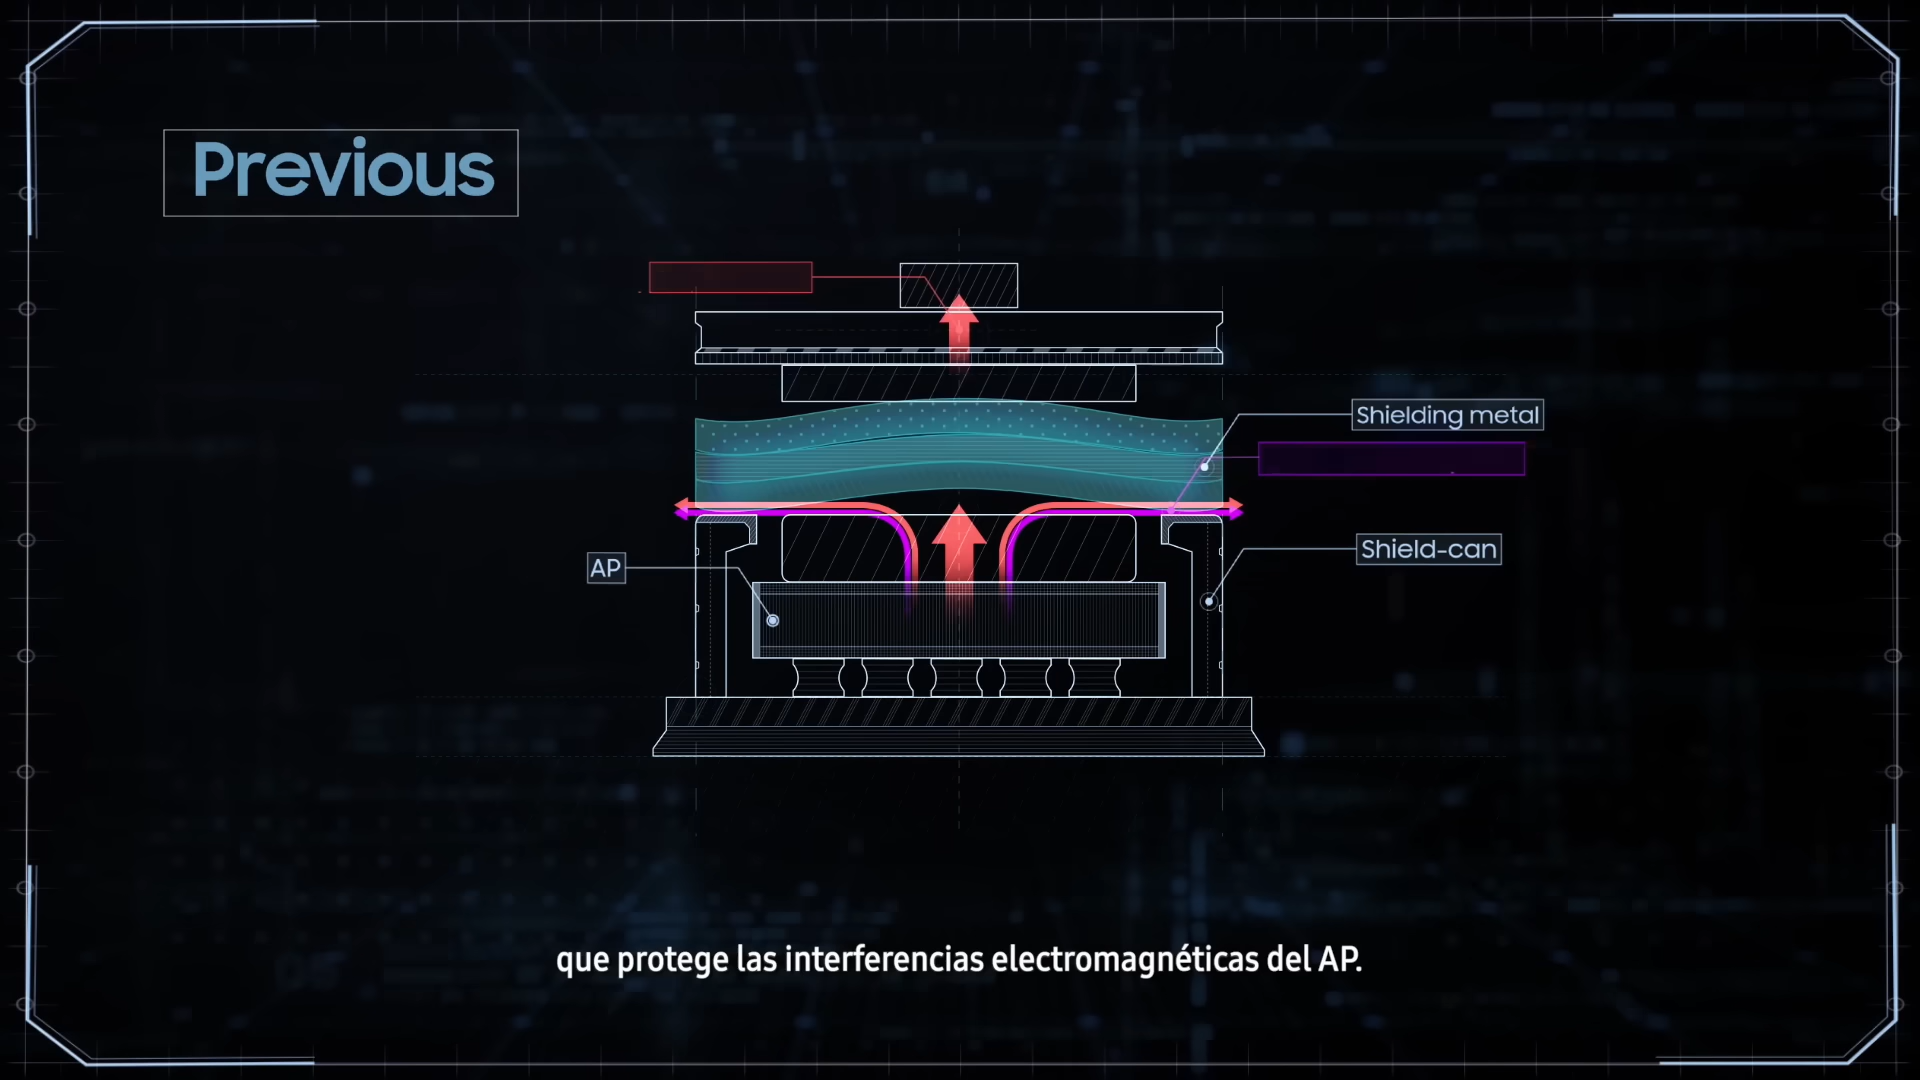 Previous
Shielding metal
Shield-can
AP
que protege las interferencias electromagnéticas del AP.